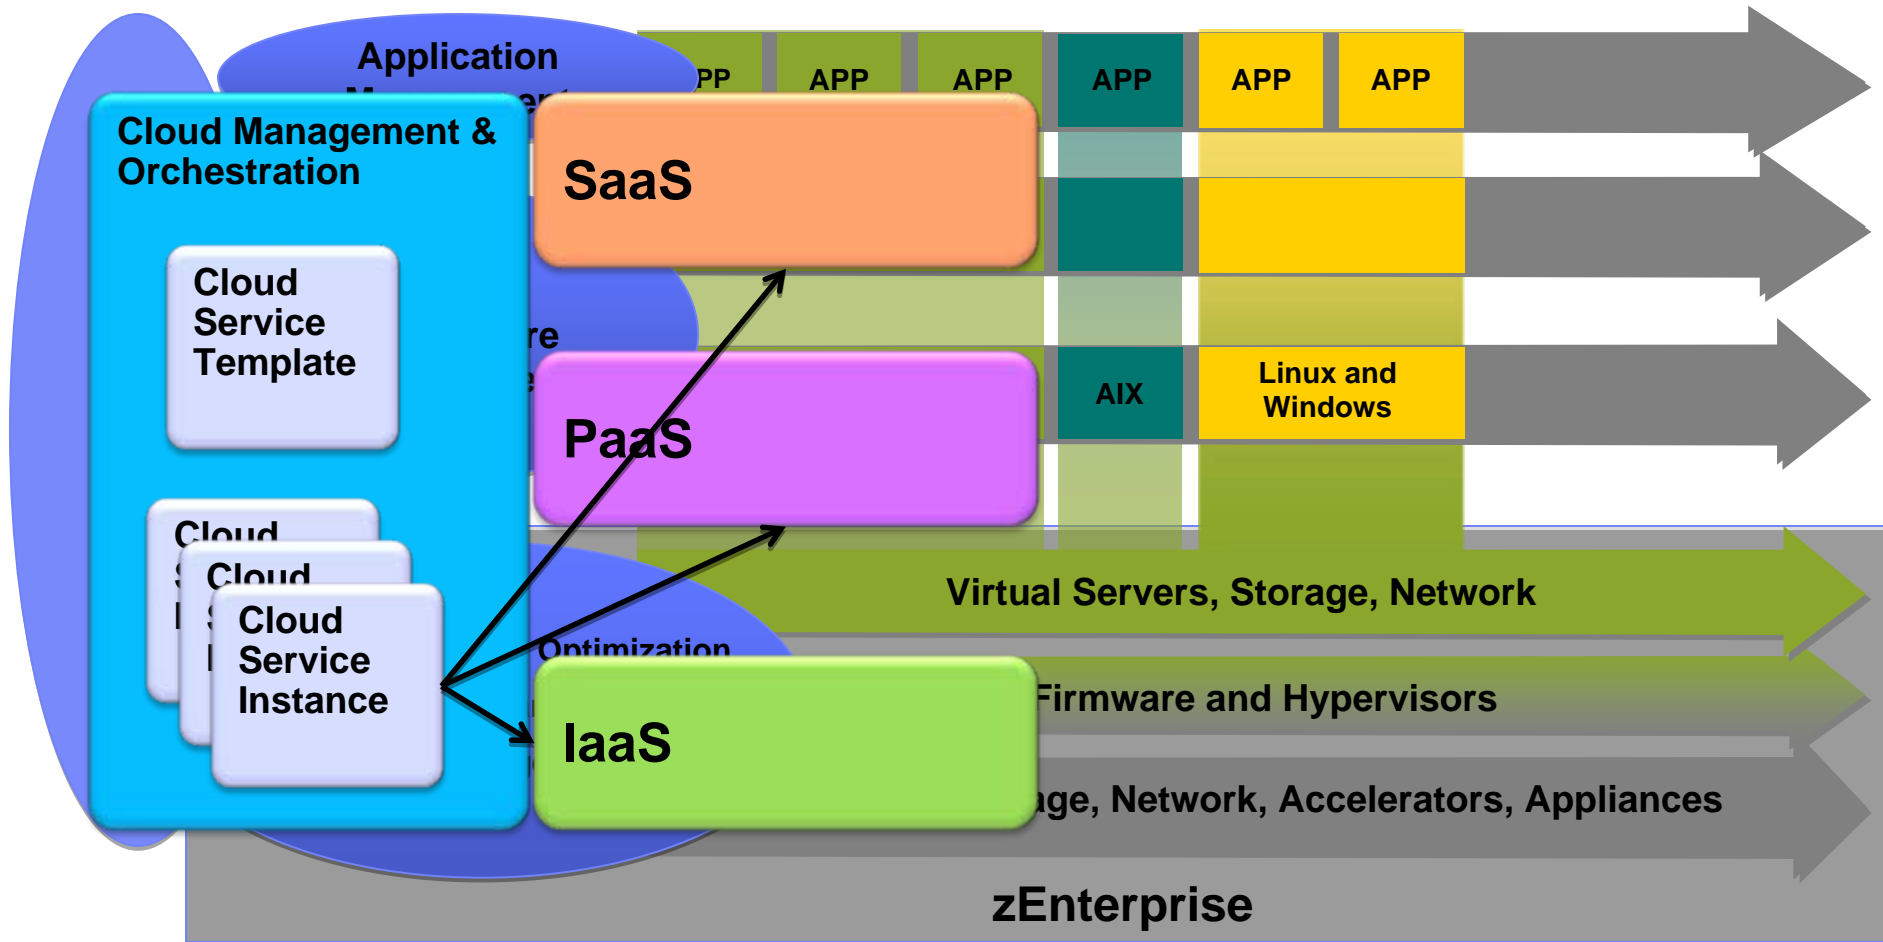 Application
APP
APP
APP
APP
APP
Cloud Management &
Orchestration
SaaS
Cloud
Service
Template
AIX
Linux and
Windows
PaaS
Cloud
Cloud
Cloud
Service
Instance
Virtual Servers, Storage, Network
Optimization
Firmware and Hypervisors
IaaS
Network, Accelerators, Appliances
zEnterprise